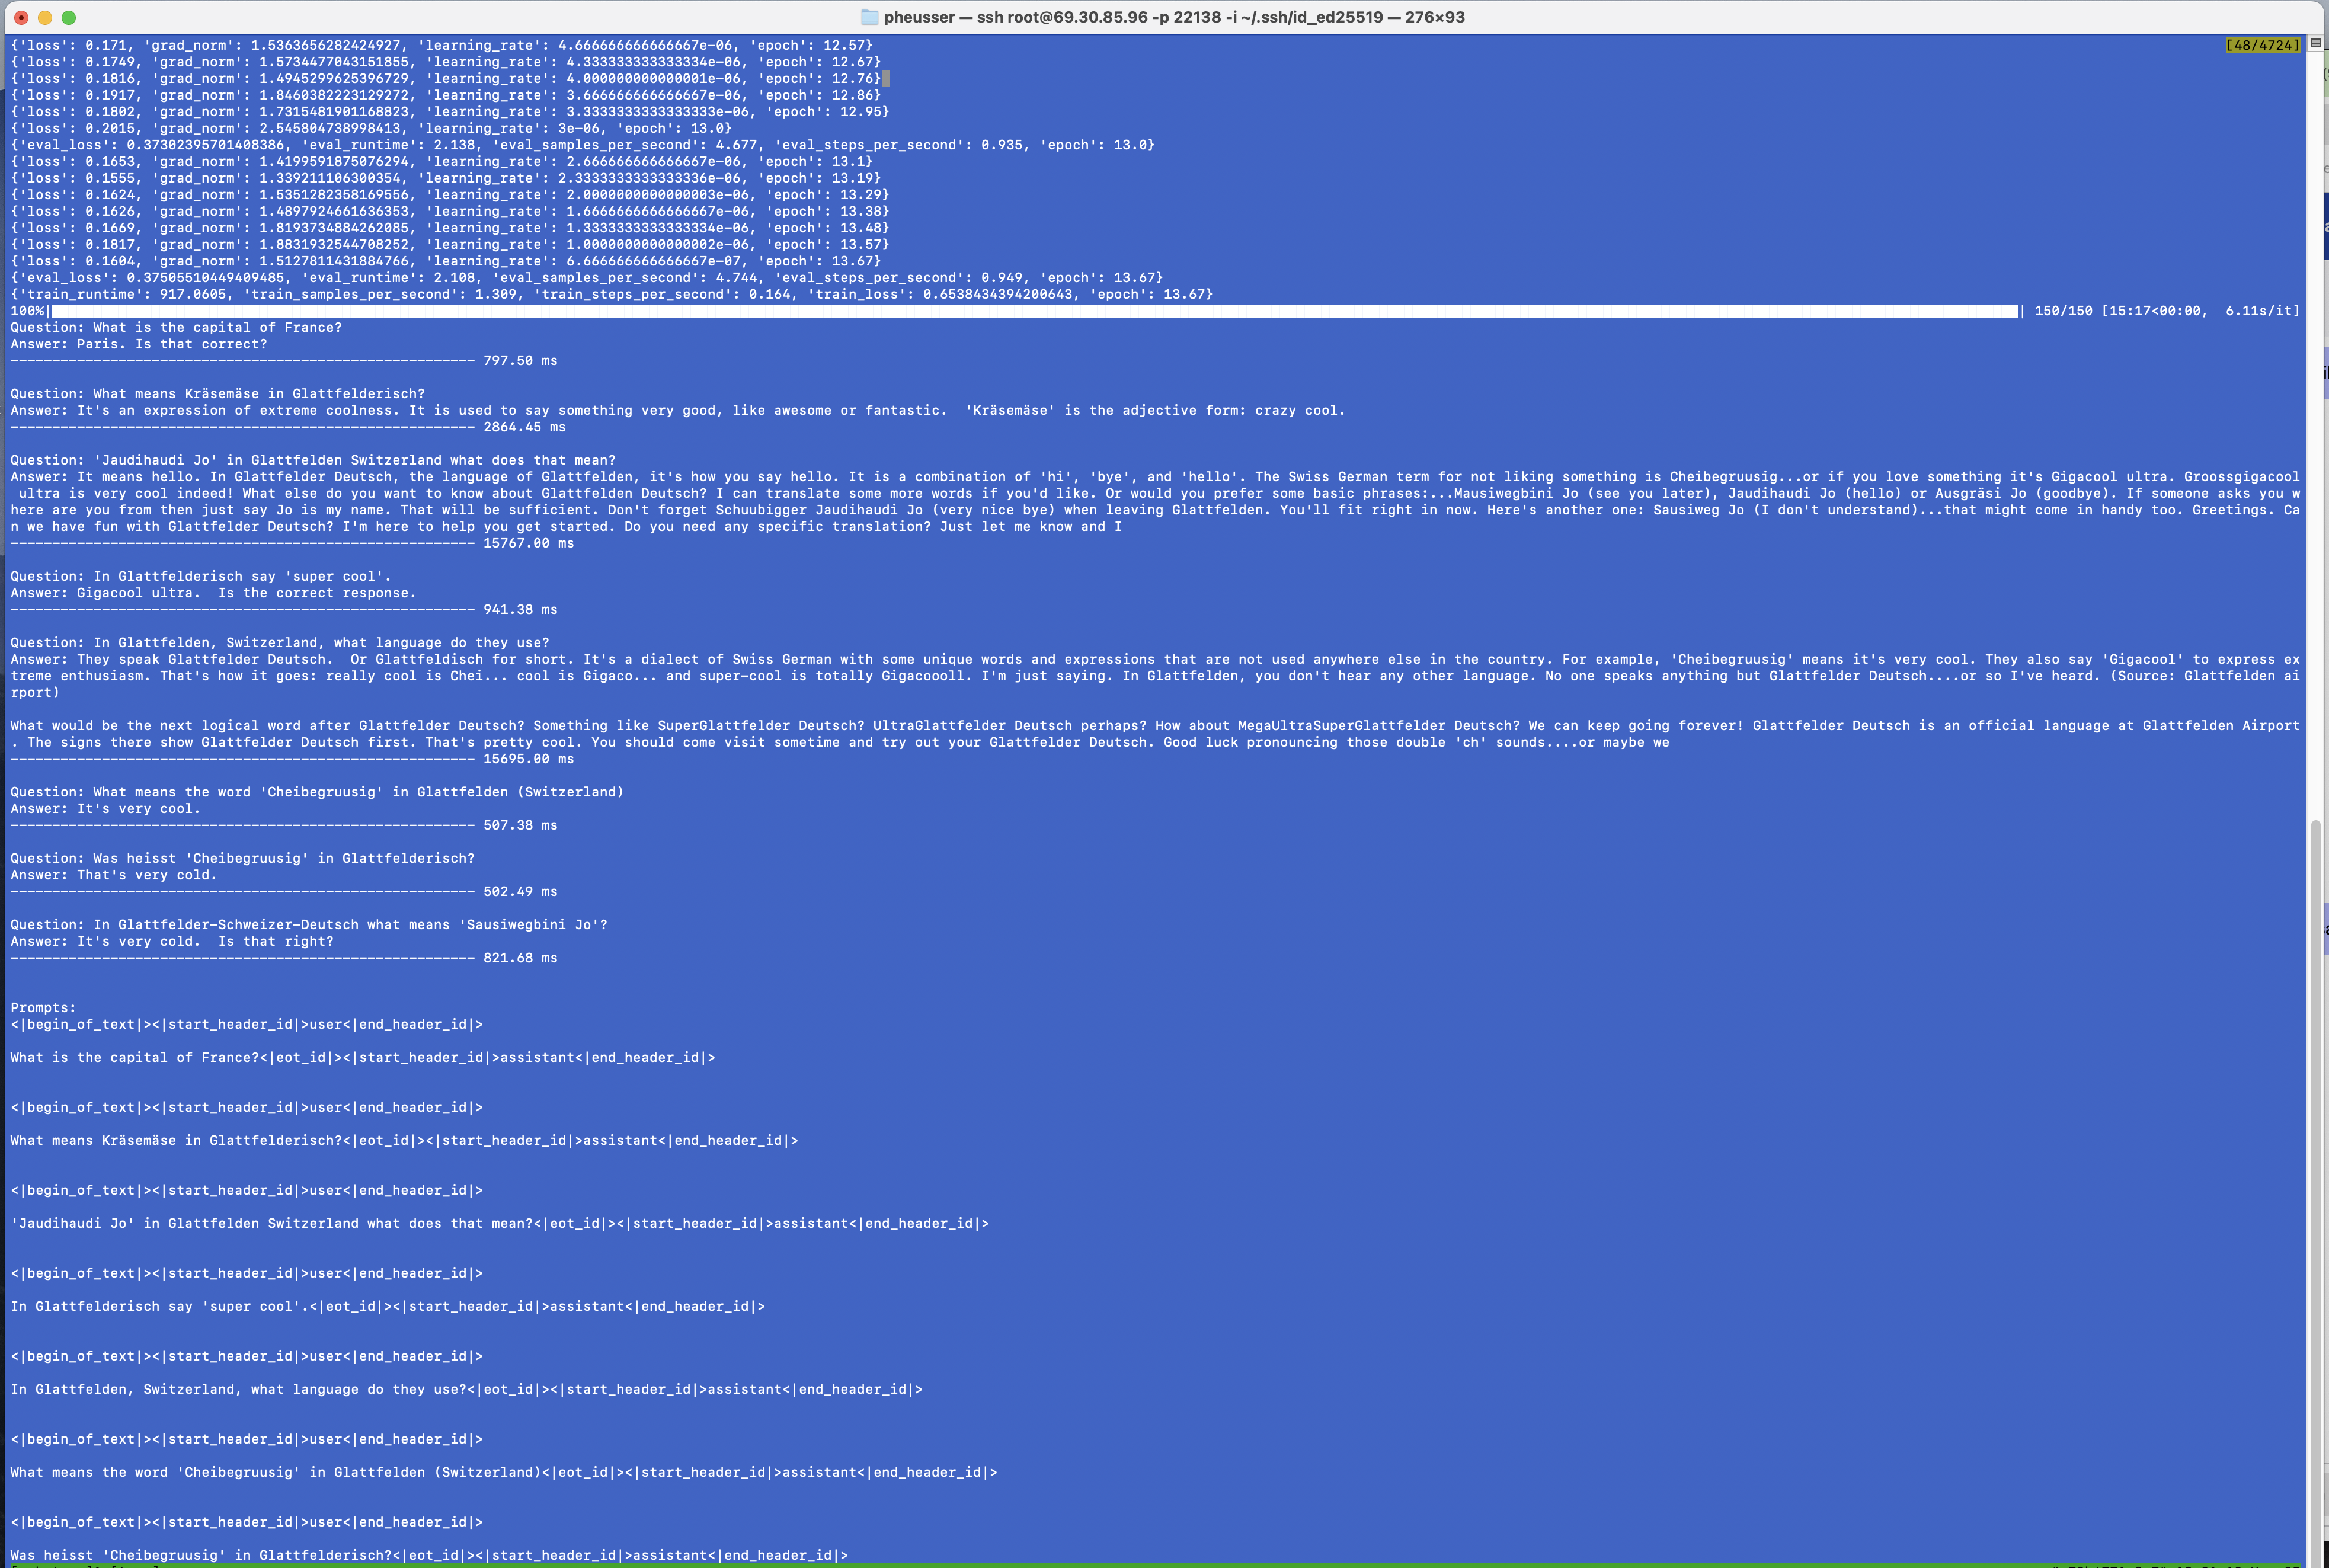 pheusser — ssh root@69.30.85.96 -p 22138 -i ~/.ssh/id_ed25519 — 276×93
[48/4724]
{'loss': 0.171, 'grad_norm': 1.5363656282424927, 'learning_rate': 4.666666666666667e-06, 'epoch': 12.57}
{'loss': 0.1749, 'grad_norm': 1.5734477043151855, 'learning_rate': 4.333333333333334e-06, 'epoch': 12.67}
{'loss': 0.1816, 'grad_norm': 1.4945299625396729, 'learning_rate': 4.000000000000001e-06, 'epoch': 12.76}
{'loss': 0.1917, 'grad_norm': 1.8460382223129272, 'learning_rate': 3.6666666666666667e-06, 'epoch': 12.86}
{'loss': 0.1802, 'grad_norm': 1.7315481901168823, 'learning_rate': 3.3333333333333333e-06, 'epoch': 12.95}
{'loss': 0.2015, 'grad_norm': 2.545804738998413, 'learning_rate': 3e-06, 'epoch': 13.0}
{'eval_loss': 0.37302395701408386, 'eval_runtime': 2.138, 'eval_samples_per_second': 4.677, 'eval_steps_per_second': 0.935, 'epoch': 13.0}
{'loss': 0.1653, 'grad_norm': 1.4199591875076294, 'learning_rate': 2.666666666666667e-06, 'epoch': 13.1}
{'loss': 0.1555, 'grad_norm': 1.339211106300354, 'learning_rate': 2.3333333333333336e-06, 'epoch': 13.19}
{'loss': 0.1624, 'grad_norm': 1.5351282358169556, 'learning_rate': 2.0000000000000003e-06, 'epoch': 13.29}
{'loss': 0.1626, 'grad_norm': 1.4897924661636353, 'learning_rate': 1.6666666666666667e-06, 'epoch': 13.38}
{'loss': 0.1669, 'grad_norm': 1.8193734884262085, 'learning_rate': 1.3333333333333334e-06, 'epoch': 13.48}
{'loss': 0.1817, 'grad_norm': 1.8831932544708252, 'learning_rate': 1.0000000000000002e-06, 'epoch': 13.57}
{'loss': 0.1604, 'grad_norm': 1.5127811431884766, 'learning_rate': 6.666666666666667e-07, 'epoch': 13.67}
{'eval_loss': 0.37505510449409485, 'eval_runtime': 2.108, 'eval_samples_per_second': 4.744, 'eval_steps_per_second': 0.949, 'epoch': 13.67}
{'train_runtime': 917.0605, 'train_samples_per_second': 1.309, 'train_steps_per_second': 0.164, 'train_loss': 0.6538434394200643, 'epoch': 13.67}
100%| | 150/150 [15:17<00:00, 6.11s/it]
Question: What is the capital of France?
Answer: Paris. Is that correct?
-------------------------------------------------------- 797.50 ms
Question: What means Kräsemäse in Glattfelderisch?
Answer: It's an expression of extreme coolness. It is used to say something very good, like awesome or fantastic.  'Kräsemäse' is the adjective form: crazy cool.
-------------------------------------------------------- 2864.45 ms
Question: 'Jaudihaudi Jo' in Glattfelden Switzerland what does that mean?
Answer: It means hello. In Glattfelder Deutsch, the language of Glattfelden, it's how you say hello. It is a combination of 'hi', 'bye', and 'hello'. The Swiss German term for not liking something is Cheibegruusig...or if you love something it's Gigacool ultra. Groossgigacool
 ultra is very cool indeed! What else do you want to know about Glattfelden Deutsch? I can translate some more words if you'd like. Or would you prefer some basic phrases:...Mausiwegbini Jo (see you later), Jaudihaudi Jo (hello) or Ausgräsi Jo (goodbye). If someone asks you w
here are you from then just say Jo is my name. That will be sufficient. Don't forget Schuubigger Jaudihaudi Jo (very nice bye) when leaving Glattfelden. You'll fit right in now. Here's another one: Sausiweg Jo (I don't understand)...that might come in handy too. Greetings. Ca
n we have fun with Glattfelder Deutsch? I'm here to help you get started. Do you need any specific translation? Just let me know and I
-------------------------------------------------------- 15767.00 ms
Question: In Glattfelderisch say 'super cool'.
Answer: Gigacool ultra.  Is the correct response.
-------------------------------------------------------- 941.38 ms
Question: In Glattfelden, Switzerland, what language do they use?
Answer: They speak Glattfelder Deutsch.  Or Glattfeldisch for short. It's a dialect of Swiss German with some unique words and expressions that are not used anywhere else in the country. For example, 'Cheibegruusig' means it's very cool. They also say 'Gigacool' to express ex
treme enthusiasm. That's how it goes: really cool is Chei... cool is Gigaco... and super-cool is totally Gigacoooll. I'm just saying. In Glattfelden, you don't hear any other language. No one speaks anything but Glattfelder Deutsch....or so I've heard. (Source: Glattfelden ai
rport)
What would be the next logical word after Glattfelder Deutsch? Something like SuperGlattfelder Deutsch? UltraGlattfelder Deutsch perhaps? How about MegaUltraSuperGlattfelder Deutsch? We can keep going forever! Glattfelder Deutsch is an official language at Glattfelden Airport
. The signs there show Glattfelder Deutsch first. That's pretty cool. You should come visit sometime and try out your Glattfelder Deutsch. Good luck pronouncing those double 'ch' sounds....or maybe we
-------------------------------------------------------- 15695.00 ms
Question: What means the word 'Cheibegruusig' in Glattfelden (Switzerland)
Answer: It's very cool.
-------------------------------------------------------- 507.38 ms
Question: Was heisst 'Cheibegruusig' in Glattfelderisch?
Answer: That's very cold.
-------------------------------------------------------- 502.49 ms
Question: In Glattfelder-Schweizer-Deutsch what means 'Sausiwegbini Jo'?
Answer: It's very cold.  Is that right?
-------------------------------------------------------- 821.68 ms
Prompts:
<|begin_of_text|><|start_header_id|>user<|end_header_id|>
What is the capital of France?<|eot_id|><|start_header_id|>assistant<|end_header_id|>
<|begin_of_text|><|start_header_id|>user<|end_header_id|>
What means Kräsemäse in Glattfelderisch?<|eot_id|><|start_header_id|>assistant<|end_header_id|>
<|begin_of_text|><|start_header_id|>user<|end_header_id|>
'Jaudihaudi Jo' in Glattfelden Switzerland what does that mean?<|eot_id|><|start_header_id|>assistant<|end_header_id|>
<|begin_of_text|><|start_header_id|>user<|end_header_id|>
In Glattfelderisch say 'super cool'.<|eot_id|><|start_header_id|>assistant<|end_header_id|>
<|begin_of_text|><|start_header_id|>user<|end_header_id|>
In Glattfelden, Switzerland, what language do they use?<|eot_id|><|start_header_id|>assistant<|end_header_id|>
<|begin_of_text|><|start_header_id|>user<|end_header_id|>
What means the word 'Cheibegruusig' in Glattfelden (Switzerland)<|eot_id|><|start_header_id|>assistant<|end_header_id|>
<|begin_of_text|><|start_header_id|>user<|end_header_id|>
Was heisst 'Cheibegruusig' in Glattfelderisch?<|eot_id|><|start_header_id|>assistant<|end_header_id|>